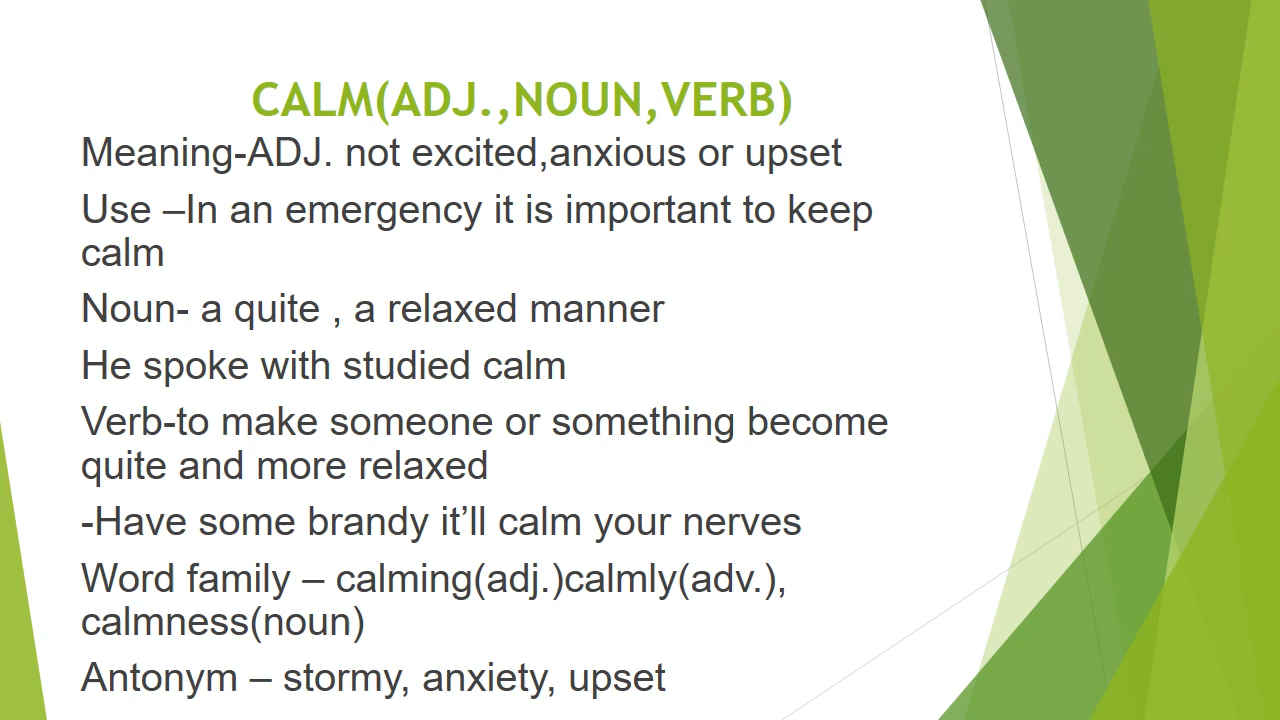 CALM(ADJ.,NOUN,VERB)
Meaning-ADJ. not excited,anxious or upset
Use –In an emergency it is important to keep
calm
Noun- a quite , a relaxed manner
He spoke with studied calm
Verb-to make someone or something become
quite and more relaxed
-Have some brandy it’ll calm your nerves
Word family – calming(adj.)calmly(adv.),
calmness(noun)
Antonym – stormy, anxiety, upset